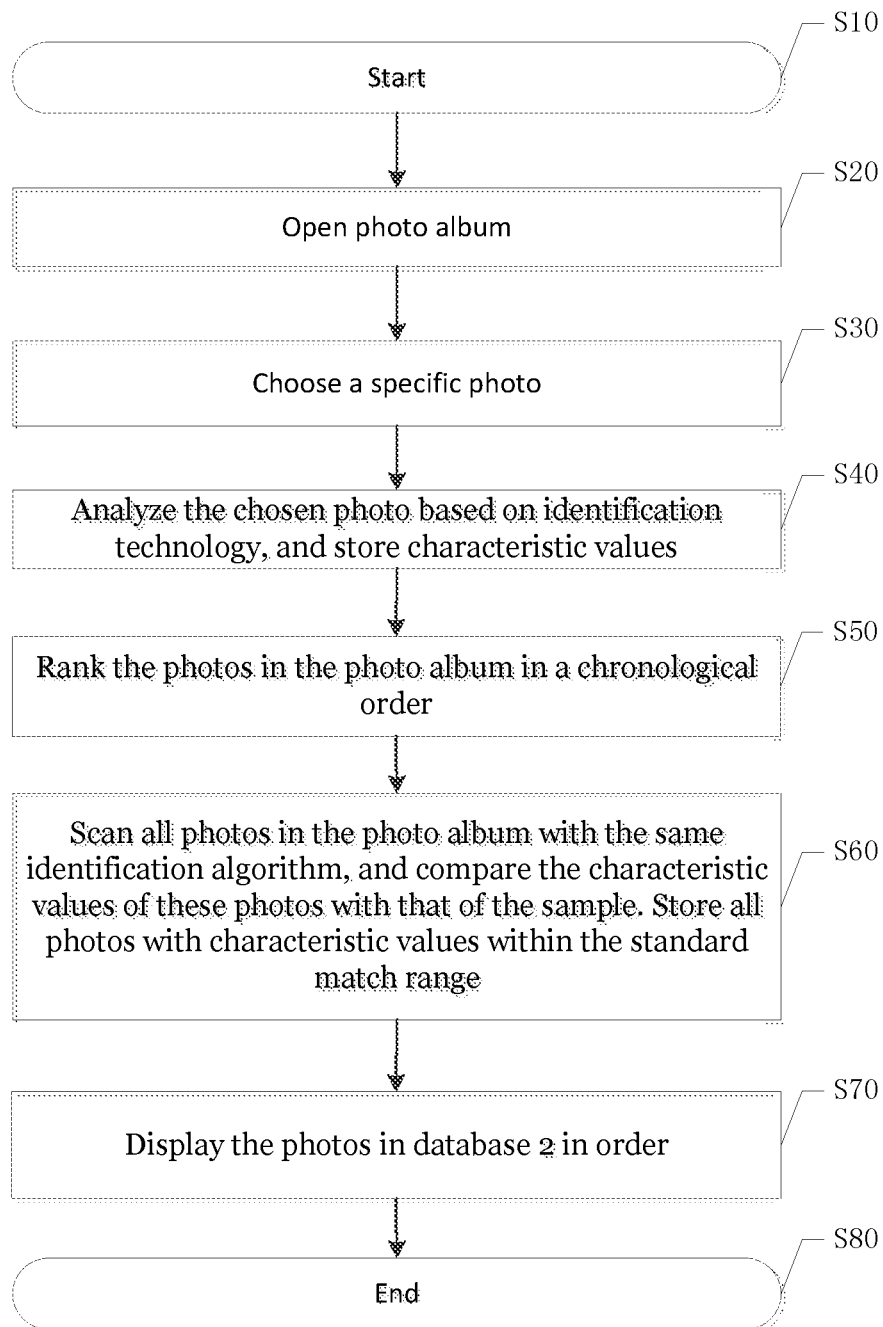 S10
Start
S20
Open photo album
S30
Choose a specific photo
S40
Analyze the chosen photo based on identification
technology, and store characteristic values
S50
Rank the photos in the photo album in a chronological
order
S60
Scan all photos in the photo album with the same
identification algorithm, and compare the characteristic
values of these photos with that of the sample. Store all
photos with characteristic values within the standard
match range
S70
Display the photos in database 2 in order
S80
End